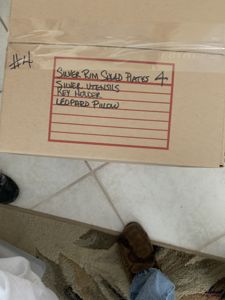 #4
SILVER RIM SALAD PLATES 4
SILVER UTENSILS
KEY HOLDER
LEOPARD PILLOW